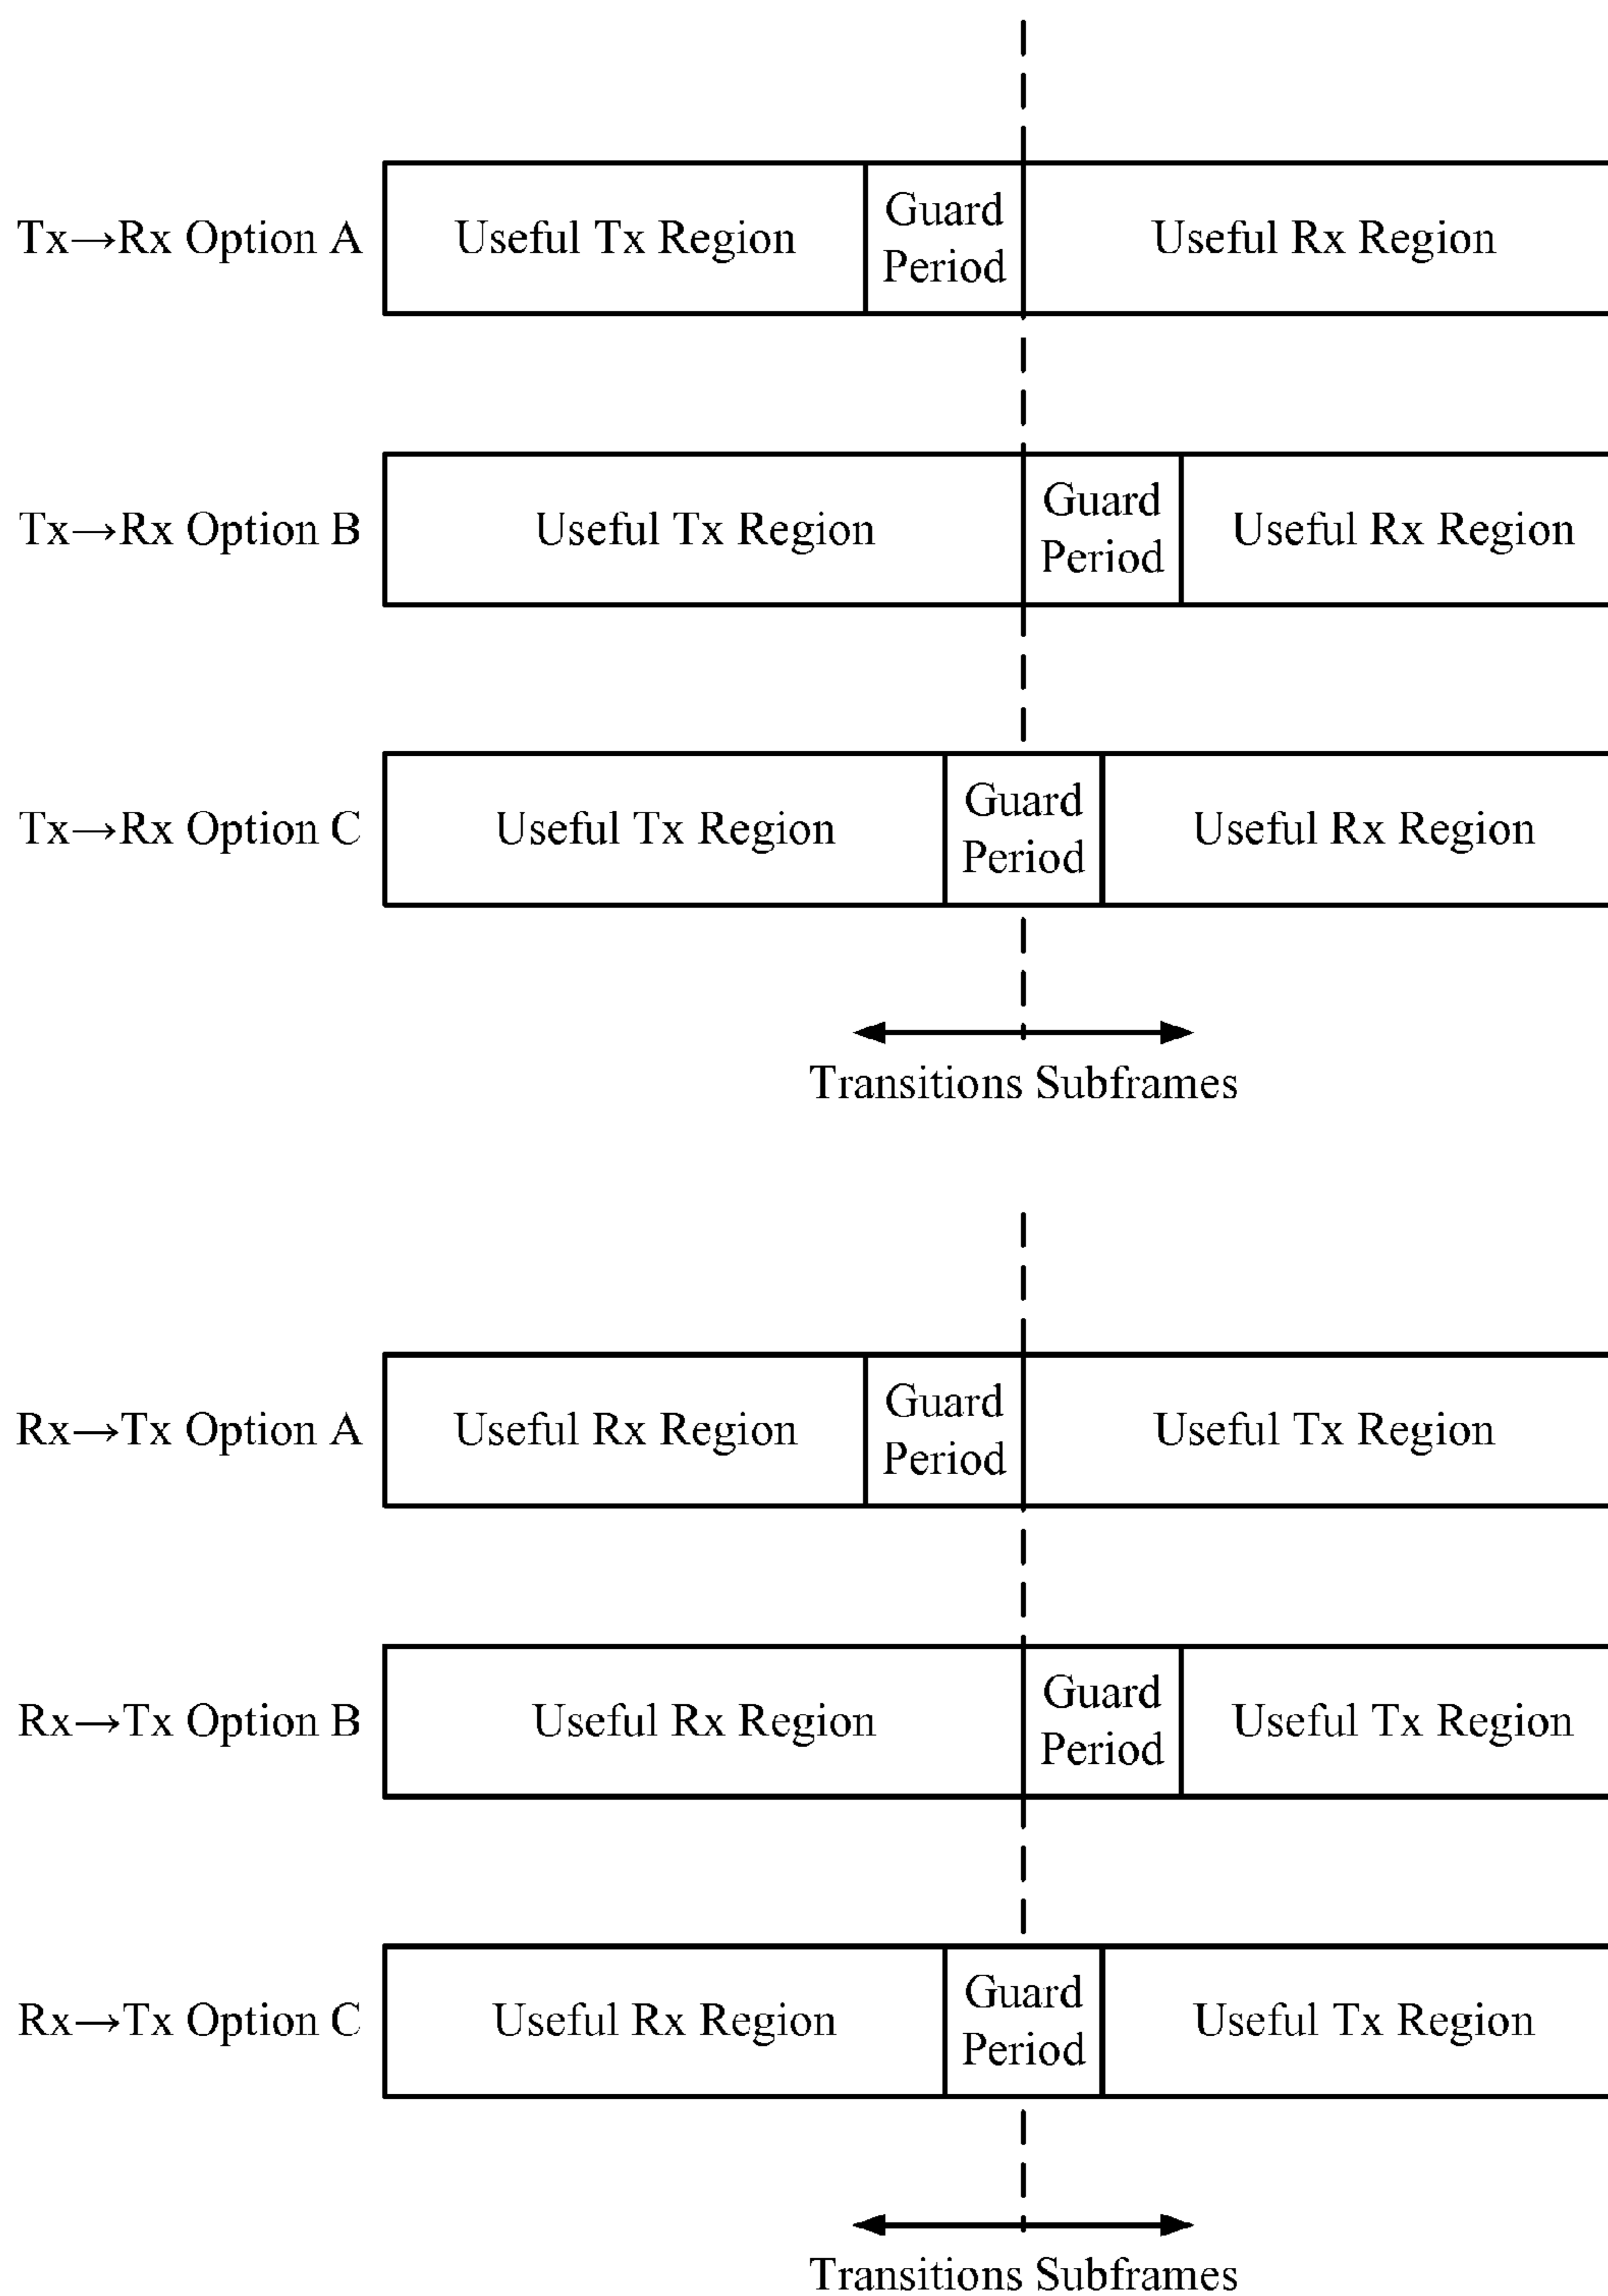 Tx→Rx Option A
Useful Tx Region
Guard
Period
Useful Rx Region
Tx→Rx Option B
Useful Tx Region
Guard
Period
Useful Rx Region
Tx→Rx Option C
Useful Tx Region
Guard
Period
Useful Rx Region
Transitions Subframes
Rx→Tx Option A
Useful Rx Region
Guard
Period
Useful Tx Region
Rx→Tx Option B
Useful Rx Region
Guard
Period
Useful Tx Region
Rx→Tx Option C
Useful Rx Region
Guard
Period
Useful Tx Region
Transitions Subframes